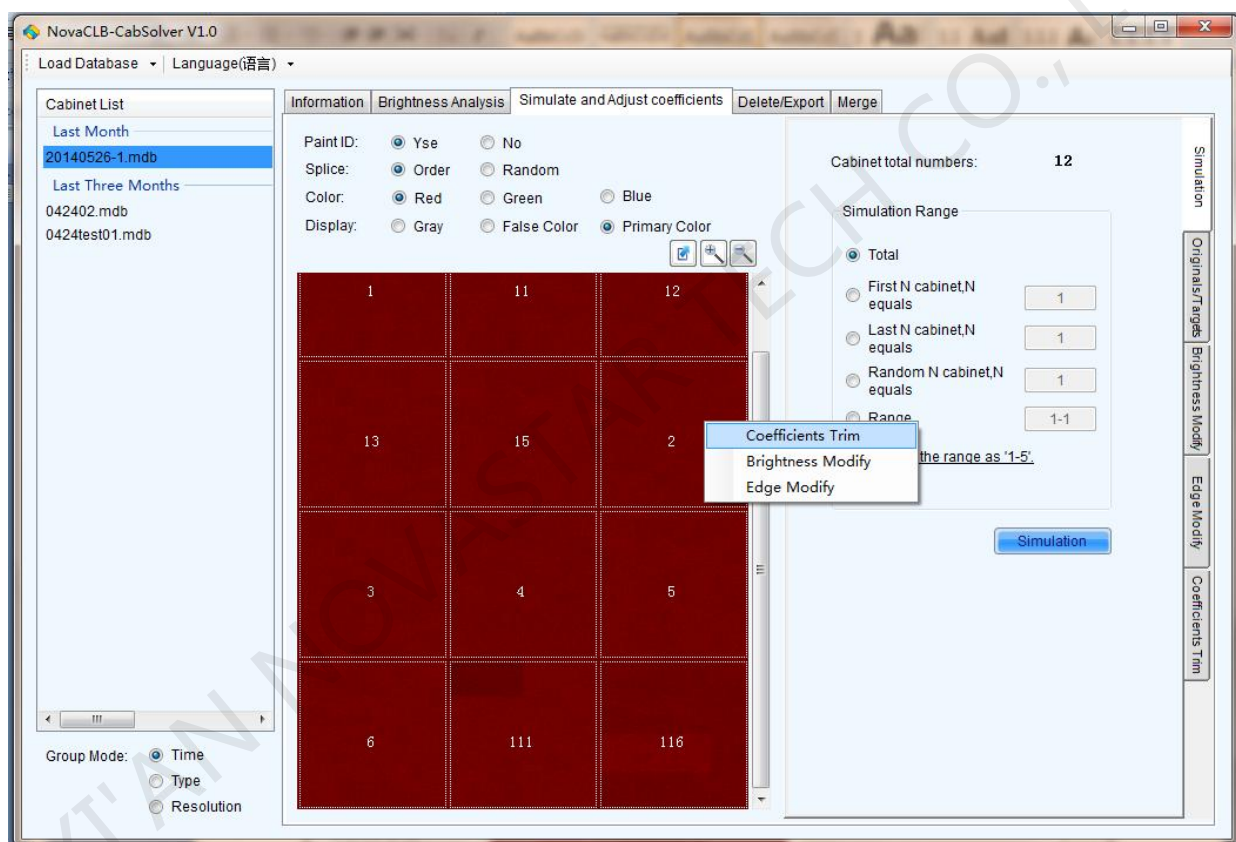 NovaCLB-CabSolver V1.0
Load Database Language(语言)
Cabinet List
Last Month
20140526-1.mdb
Last Three Months
042402.mdb
0424test01.mdb
Group Mode: Time
Type
Resolution
Information Brightness Analysis Simulate and Adjust coefficients Delete/Export Merge
Paint ID: Yse No
Splice: Order Random
Color: Red Green Blue
Display: Gray False Color Primary Color
1 11 12
13 15 2
3 4 5
6 111 116
Coefficients Trim
Brightness Modify
Edge Modify
Cabinet total numbers: 12
Simulation Range
Total
First N cabinet,N
equals 1
Last N cabinet,N
equals 1
Random N cabinet,N
equals 1
Range 1-1
the range as '1-5'.
Simulation
Simulation
Originals/Targets
Brightness Modify
Edge Modify
Coefficients Trim
XI'AN NOVASTAR TECH CO., L